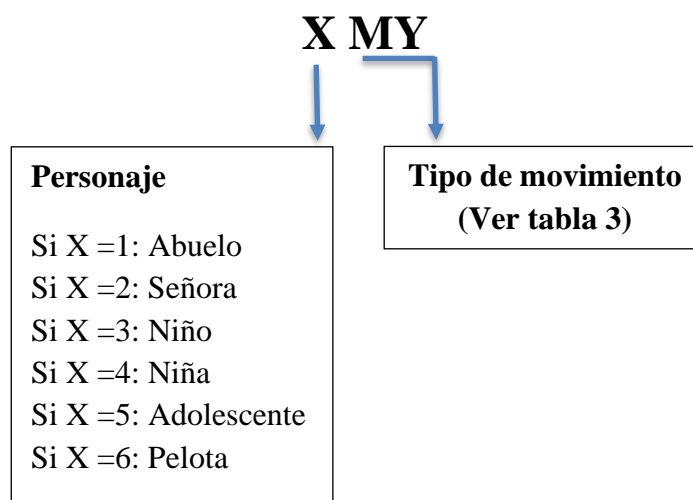 X MY
Personaje
Si X =1: Abuelo
Si X =2: Señora
Si X =3: Niño
Si X =4: Niña
Si X =5: Adolescente
Si X =6: Pelota
Tipo de movimiento
(Ver tabla 3)